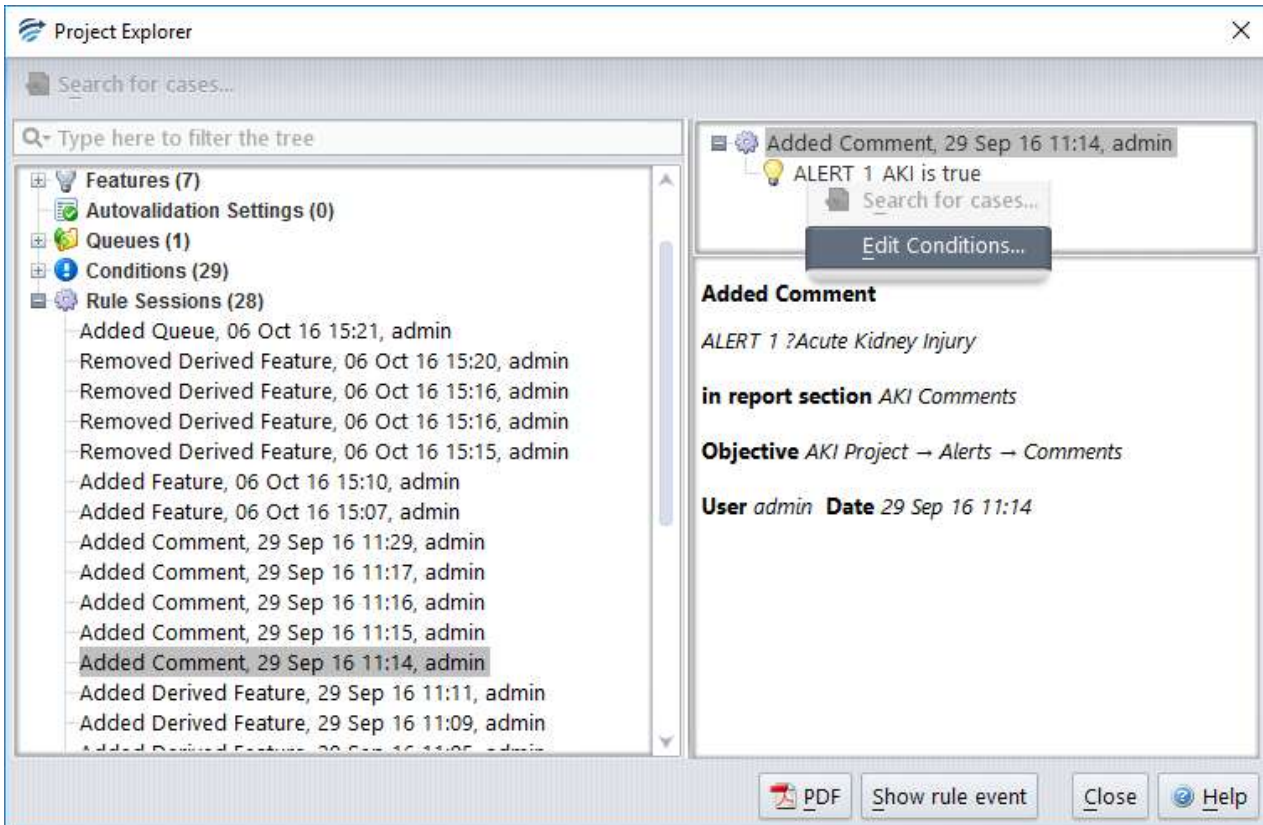 Project Explorer
Search for cases...
Type here to filter the tree
Features (7)
Autovalidation Settings (0)
Queues (1)
Conditions (29)
Rule Sessions (28)
Added Queue, 06 Oct 16 15:21, admin
Removed Derived Feature, 06 Oct 16 15:20, admin
Removed Derived Feature, 06 Oct 16 15:16, admin
Removed Derived Feature, 06 Oct 16 15:16, admin
Removed Derived Feature, 06 Oct 16 15:15, admin
Added Feature, 06 Oct 16 15:10, admin
Added Feature, 06 Oct 16 15:07, admin
Added Comment, 29 Sep 16 11:29, admin
Added Comment, 29 Sep 16 11:17, admin
Added Comment, 29 Sep 16 11:16, admin
Added Comment, 29 Sep 16 11:15, admin
Added Comment, 29 Sep 16 11:14, admin
Added Derived Feature, 29 Sep 16 11:11, admin
Added Derived Feature, 29 Sep 16 11:09, admin
Added Derived Feature, 29 Sep 16 11:05, admin
Added Comment, 29 Sep 16 11:14, admin
ALERT 1 AKI is true
Search for cases...
Edit Conditions...
Added Comment
ALERT 1 ?Acute Kidney Injury
in report section AKI Comments
Objective AKI Project → Alerts → Comments
User admin Date 29 Sep 16 11:14
PDF
Show rule event
Close
Help